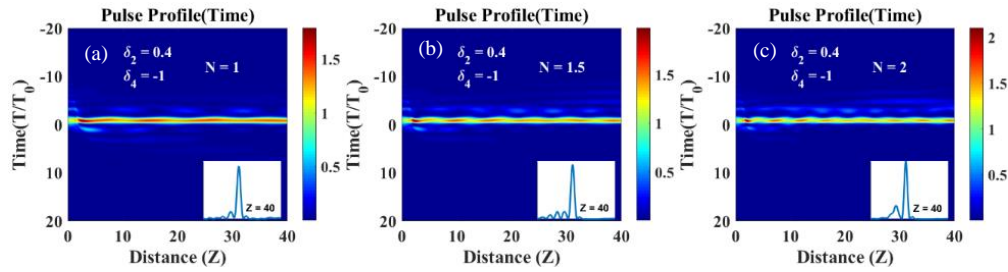 Pulse Profile(Time)
(a)
δ2 = 0.4
δ4 = -1
N = 1
Z = 40
-20
-10
0
10
20
Time(T/T0)
0 10 20 30 40
Distance (Z)
1.5
1
0.5
Pulse Profile(Time)
(b)
δ2 = 0.4
δ4 = -1
N = 1.5
Z = 40
-20
-10
0
10
20
Time(T/T0)
0 10 20 30 40
Distance (Z)
1.5
1
0.5
Pulse Profile(Time)
(c)
δ2 = 0.4
δ4 = -1
N = 2
Z = 40
-20
-10
0
10
20
Time(T/T0)
0 10 20 30 40
Distance (Z)
2
1.5
1
0.5
0